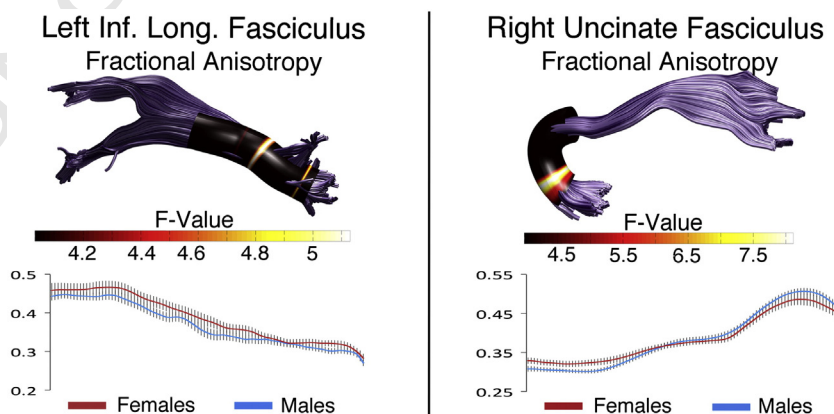 Left Inf. Long. Fasciculus
Fractional Anisotropy
F-Value
4.2 4.4 4.6 4.8 5
0.5
0.4
0.3
0.2
Females Males
Right Uncinate Fasciculus
Fractional Anisotropy
F-Value
4.5 5.5 6.5 7.5
0.55
0.45
0.35
0.25
Females Males